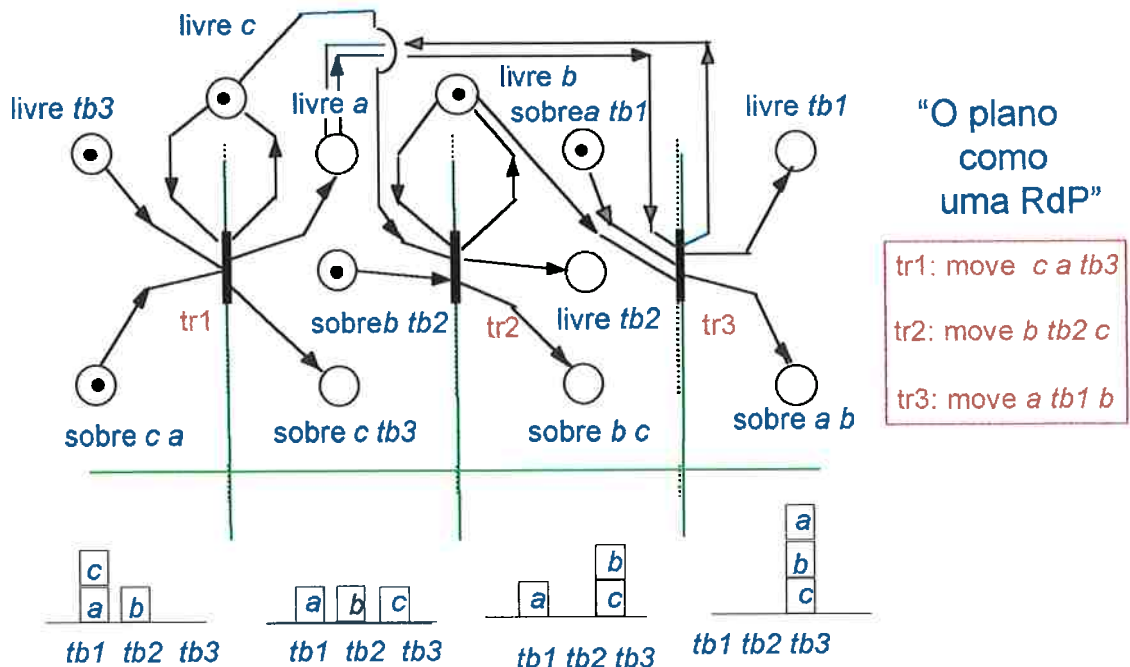 livre c
livre tb3
livre a
livre b
sobrea tb1
livre tb1
"O plano
como
uma RdP"
tr1: move c a tb3
tr2: move b tb2 c
tr3: move a tb1 b
tr1
sobreb tb2
tr2
livre tb2
tr3
sobre c a
sobre c tb3
sobre b c
sobre a b
c
a b
tb1 tb2 tb3
a b c
tb1 tb2 tb3
b
a c
tb1 tb2 tb3
a
b
c
tb1 tb2 tb3